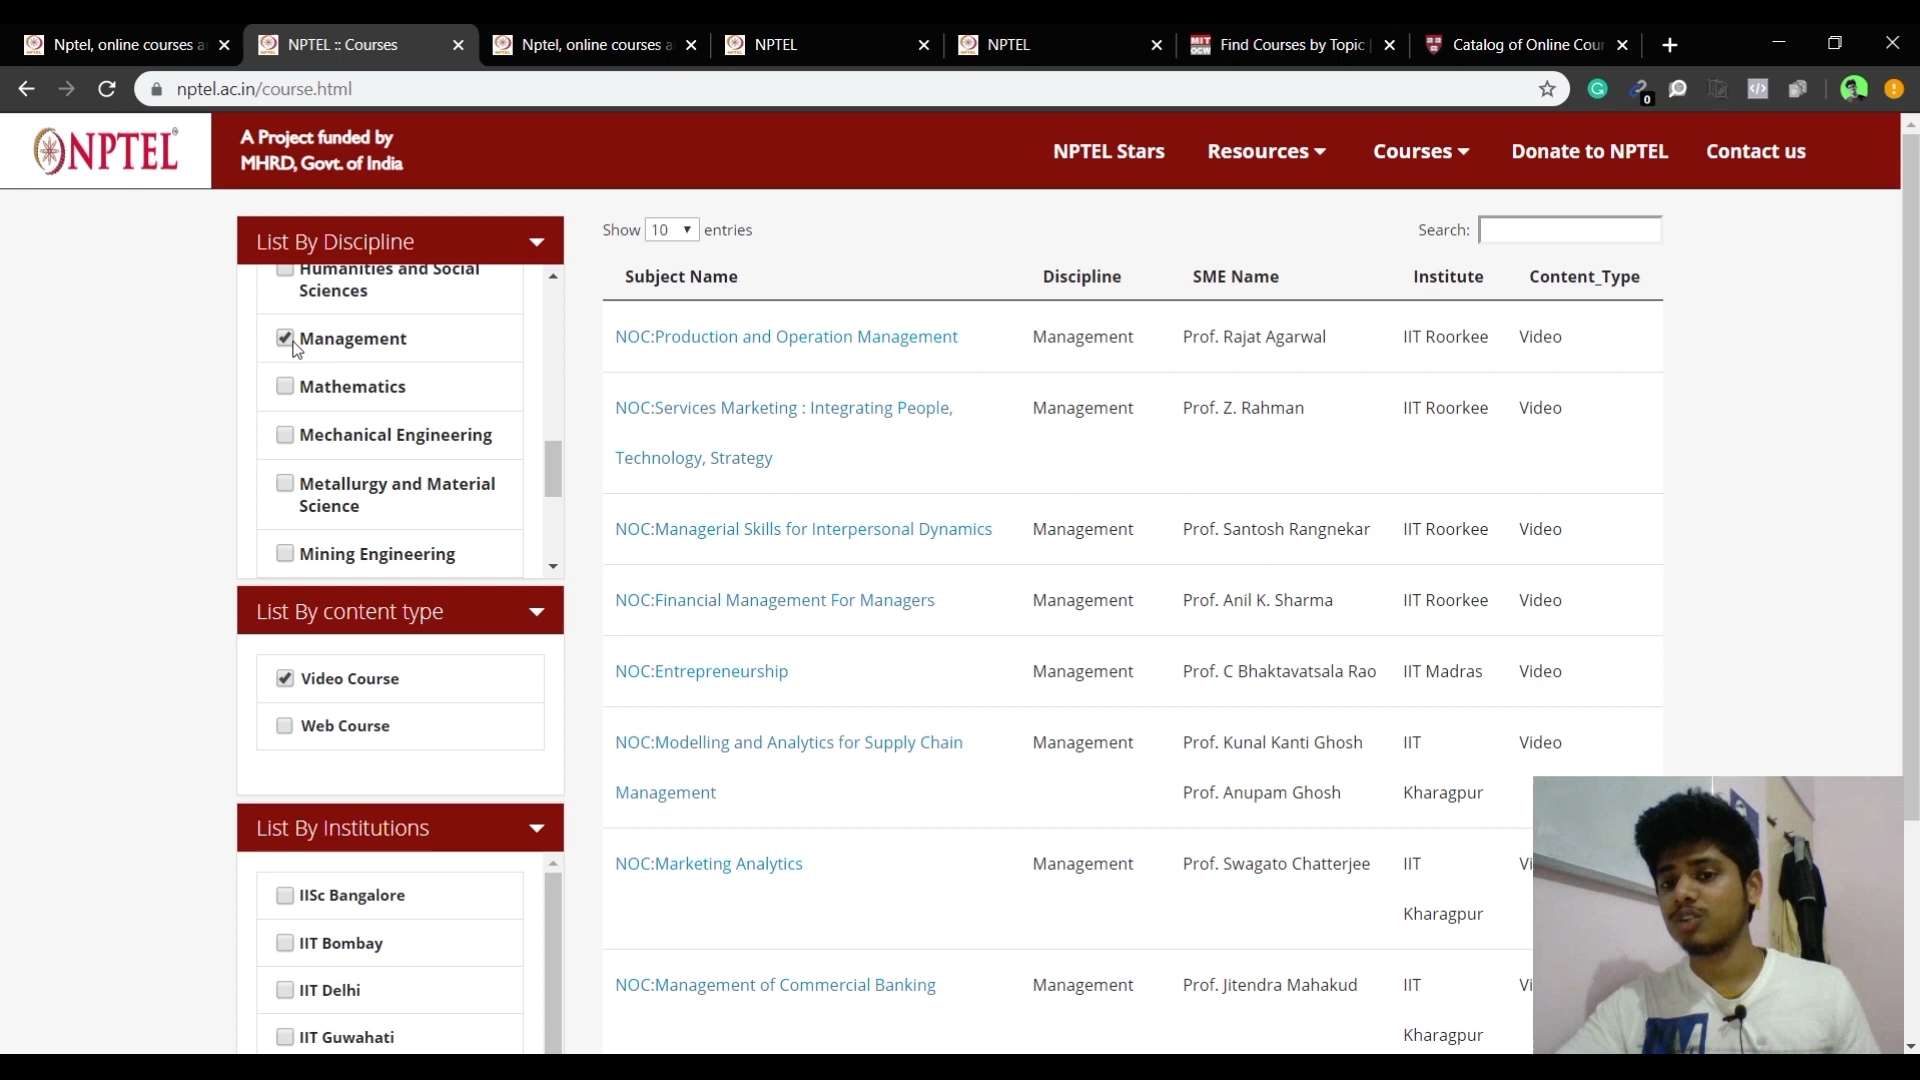 Nptel, online courses a
NPTEL :: Courses
Nptel, online courses a
NPTEL
NPTEL
MIT
OCW
Find Courses by Topic
Catalog of Online Cour
nptel.ac.in/course.html
0
NPTEL
A Project funded by
MHRD, Govt. of India
NPTEL Stars
Resources
Courses
Donate to NPTEL
Contact us
List By Discipline
Humanities and Social
Sciences
Management
Mathematics
Mechanical Engineering
Metallurgy and Material
Science
Mining Engineering
List By content type
Video Course
Web Course
List By Institutions
IISc Bangalore
IIT Bombay
IIT Delhi
IIT Guwahati
Show 10 entries
Search:
Subject Name Discipline SME Name Institute Content_Type
NOC:Production and Operation Management Management Prof. Rajat Agarwal IIT Roorkee Video
NOC:Services Marketing : Integrating People, Management Prof. Z. Rahman IIT Roorkee Video
Technology, Strategy
NOC:Managerial Skills for Interpersonal Dynamics Management Prof. Santosh Rangnekar IIT Roorkee Video
NOC:Financial Management For Managers Management Prof. Anil K. Sharma IIT Roorkee Video
NOC:Entrepreneurship Management Prof. C Bhaktavatsala Rao IIT Madras Video
NOC:Modelling and Analytics for Supply Chain Management Prof. Kunal Kanti Ghosh IIT Video
Management Prof. Anupam Ghosh Kharagpur
NOC:Marketing Analytics Management Prof. Swagato Chatterjee IIT Vi
Kharagpur
NOC:Management of Commercial Banking Management Prof. Jitendra Mahakud IIT Vi
Kharagpur